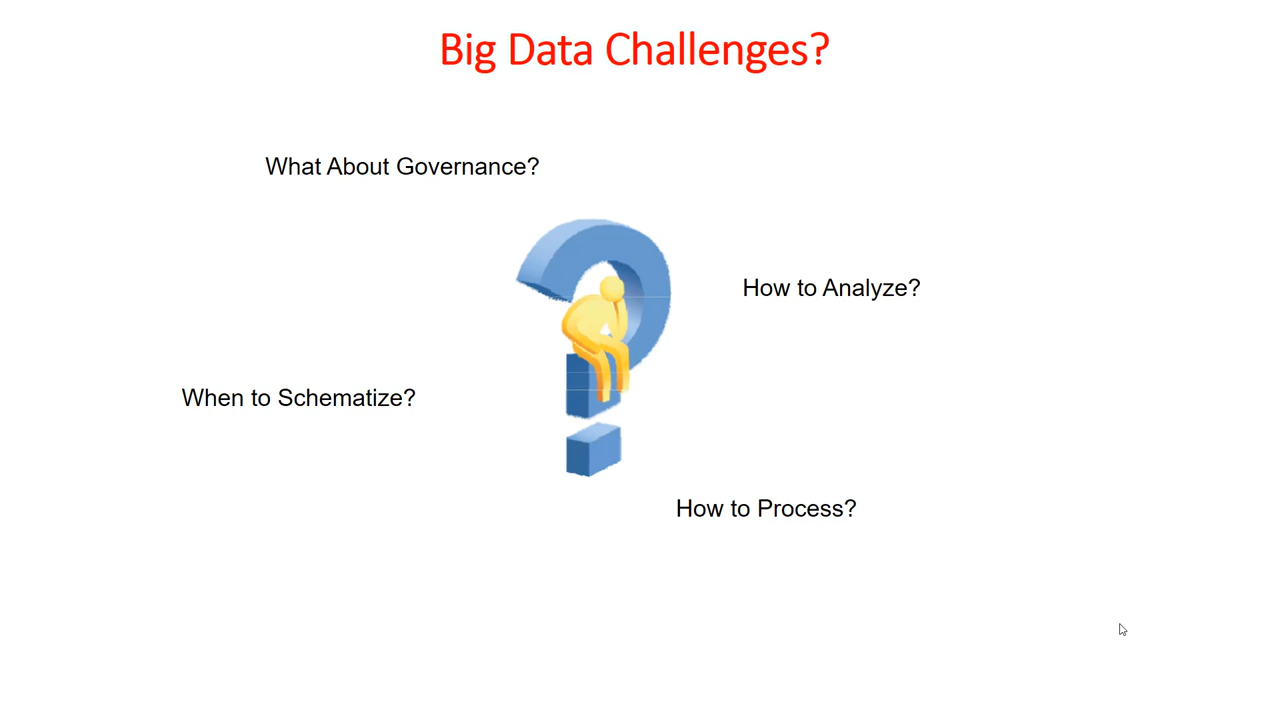 Big Data Challenges?
What About Governance?
How to Analyze?
When to Schematize?
How to Process?